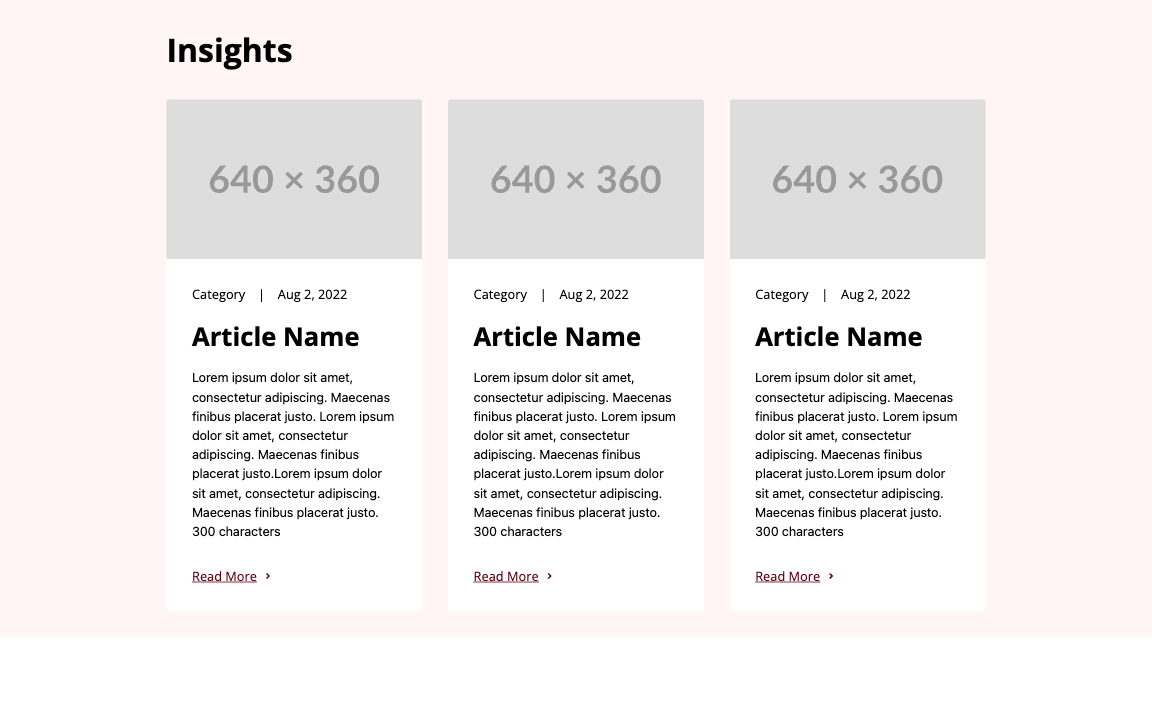 Insights
640 × 360
Category | Aug 2, 2022
Article Name
Lorem ipsum dolor sit amet,
consectetur adipiscing. Maecenas
finibus placerat justo. Lorem ipsum
dolor sit amet, consectetur
adipiscing. Maecenas finibus
placerat justo.Lorem ipsum dolor
sit amet, consectetur adipiscing.
Maecenas finibus placerat justo.
300 characters
Read More ›
640 × 360
Category | Aug 2, 2022
Article Name
Lorem ipsum dolor sit amet,
consectetur adipiscing. Maecenas
finibus placerat justo. Lorem ipsum
dolor sit amet, consectetur
adipiscing. Maecenas finibus
placerat justo.Lorem ipsum dolor
sit amet, consectetur adipiscing.
Maecenas finibus placerat justo.
300 characters
Read More ›
640 × 360
Category | Aug 2, 2022
Article Name
Lorem ipsum dolor sit amet,
consectetur adipiscing. Maecenas
finibus placerat justo. Lorem ipsum
dolor sit amet, consectetur
adipiscing. Maecenas finibus
placerat justo.Lorem ipsum dolor
sit amet, consectetur adipiscing.
Maecenas finibus placerat justo.
300 characters
Read More ›